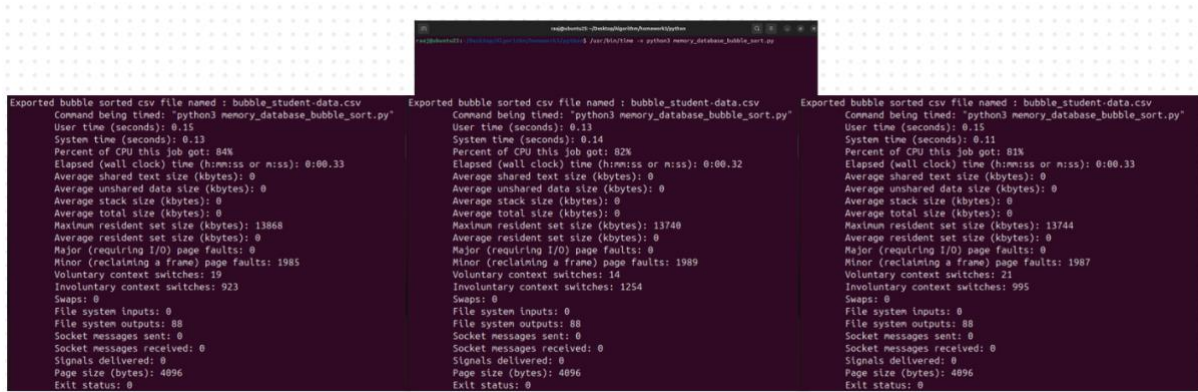 raaj@ubuntu23: ~/Desktop/Algorithm/homework3/python
raaj@ubuntu23:~/Desktop/Algorithm/homework3/python$ /usr/bin/time -v python3 memory_database_bubble_sort.py
Exported bubble sorted csv file named : bubble_student-data.csv
Command being timed: "python3 memory_database_bubble_sort.py"
User time (seconds): 0.15
System time (seconds): 0.13
Percent of CPU this job got: 84%
Elapsed (wall clock) time (h:mm:ss or m:ss): 0:00.33
Average shared text size (kbytes): 0
Average unshared data size (kbytes): 0
Average stack size (kbytes): 0
Average total size (kbytes): 0
Maximum resident set size (kbytes): 13868
Average resident set size (kbytes): 0
Major (requiring I/O) page faults: 0
Minor (reclaiming a frame) page faults: 1985
Voluntary context switches: 19
Involuntary context switches: 923
Swaps: 0
File system inputs: 0
File system outputs: 88
Socket messages sent: 0
Socket messages received: 0
Signals delivered: 0
Page size (bytes): 4096
Exit status: 0
Exported bubble sorted csv file named : bubble_student-data.csv
Command being timed: "python3 memory_database_bubble_sort.py"
User time (seconds): 0.13
System time (seconds): 0.14
Percent of CPU this job got: 82%
Elapsed (wall clock) time (h:mm:ss or m:ss): 0:00.32
Average shared text size (kbytes): 0
Average unshared data size (kbytes): 0
Average stack size (kbytes): 0
Average total size (kbytes): 0
Maximum resident set size (kbytes): 13740
Average resident set size (kbytes): 0
Major (requiring I/O) page faults: 0
Minor (reclaiming a frame) page faults: 1989
Voluntary context switches: 14
Involuntary context switches: 1254
Swaps: 0
File system inputs: 0
File system outputs: 88
Socket messages sent: 0
Socket messages received: 0
Signals delivered: 0
Page size (bytes): 4096
Exit status: 0
Exported bubble sorted csv file named : bubble_student-data.csv
Command being timed: "python3 memory_database_bubble_sort.py"
User time (seconds): 0.15
System time (seconds): 0.11
Percent of CPU this job got: 81%
Elapsed (wall clock) time (h:mm:ss or m:ss): 0:00.33
Average shared text size (kbytes): 0
Average unshared data size (kbytes): 0
Average stack size (kbytes): 0
Average total size (kbytes): 0
Maximum resident set size (kbytes): 13744
Average resident set size (kbytes): 0
Major (requiring I/O) page faults: 0
Minor (reclaiming a frame) page faults: 1987
Voluntary context switches: 21
Involuntary context switches: 995
Swaps: 0
File system inputs: 0
File system outputs: 88
Socket messages sent: 0
Socket messages received: 0
Signals delivered: 0
Page size (bytes): 4096
Exit status: 0